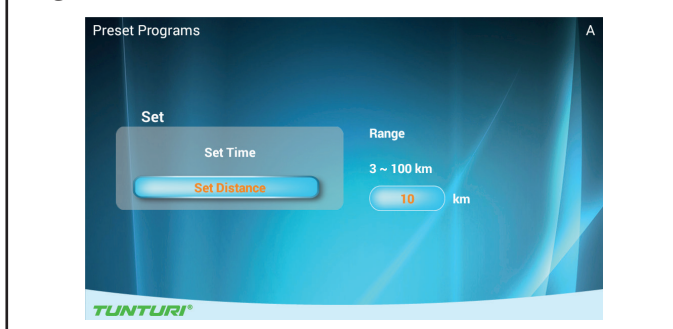 Preset Programs
A
Set
Set Time
Set Distance
Range
3 ~ 100 km
10 km
TUNTURI®